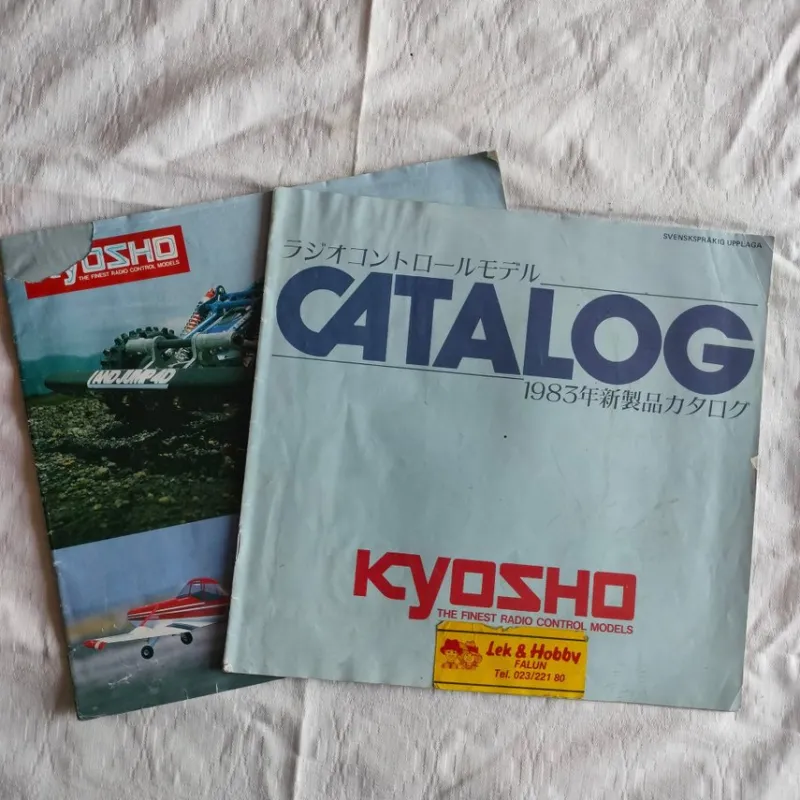 KYOSHO
THE FINEST RADIO CONTROL MODELS
LANDJUMP 4D
SVENSKSPRÅKIG UPPLAGA
ラジオコントロールモデル
CATALOG
1983年新製品カタログ
KYOSHO
THE FINEST RADIO CONTROL MODELS
Lek & Hobby
FALUN
Tel. 023/221 80